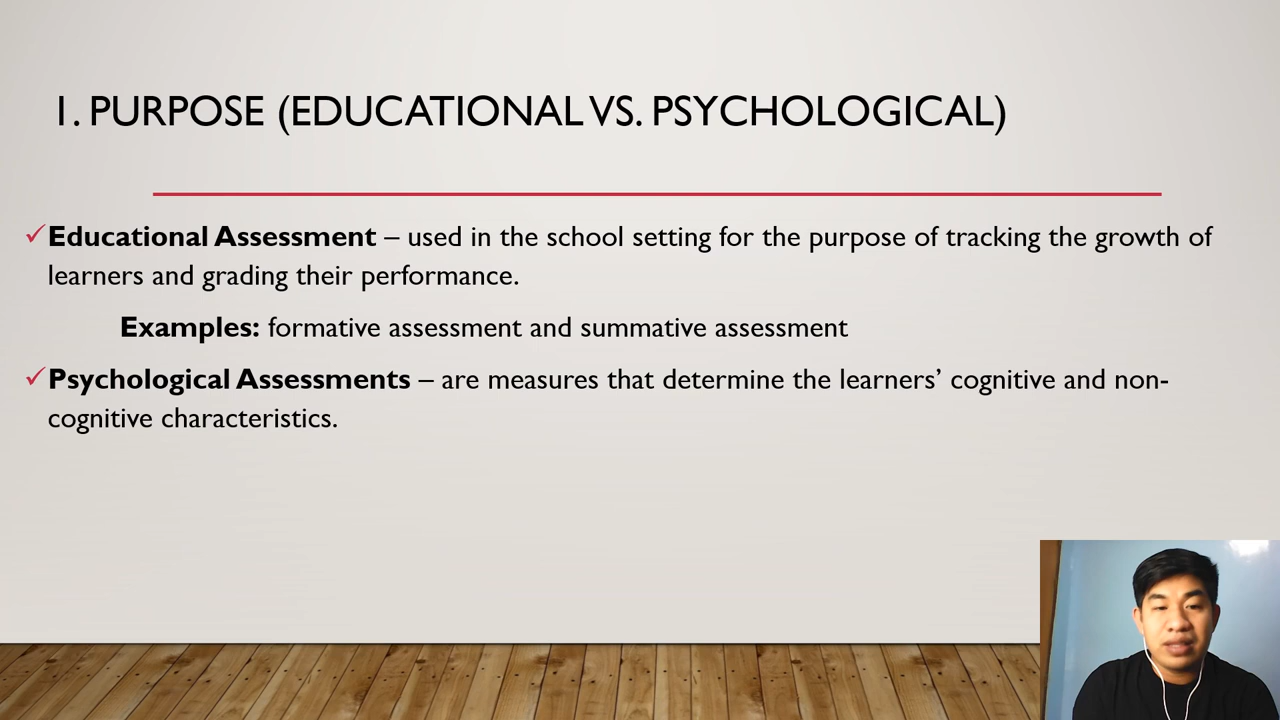 1. PURPOSE (EDUCATIONAL VS. PSYCHOLOGICAL)
✓Educational Assessment – used in the school setting for the purpose of tracking the growth of
learners and grading their performance.
Examples: formative assessment and summative assessment
✓Psychological Assessments – are measures that determine the learners’ cognitive and non-
cognitive characteristics.